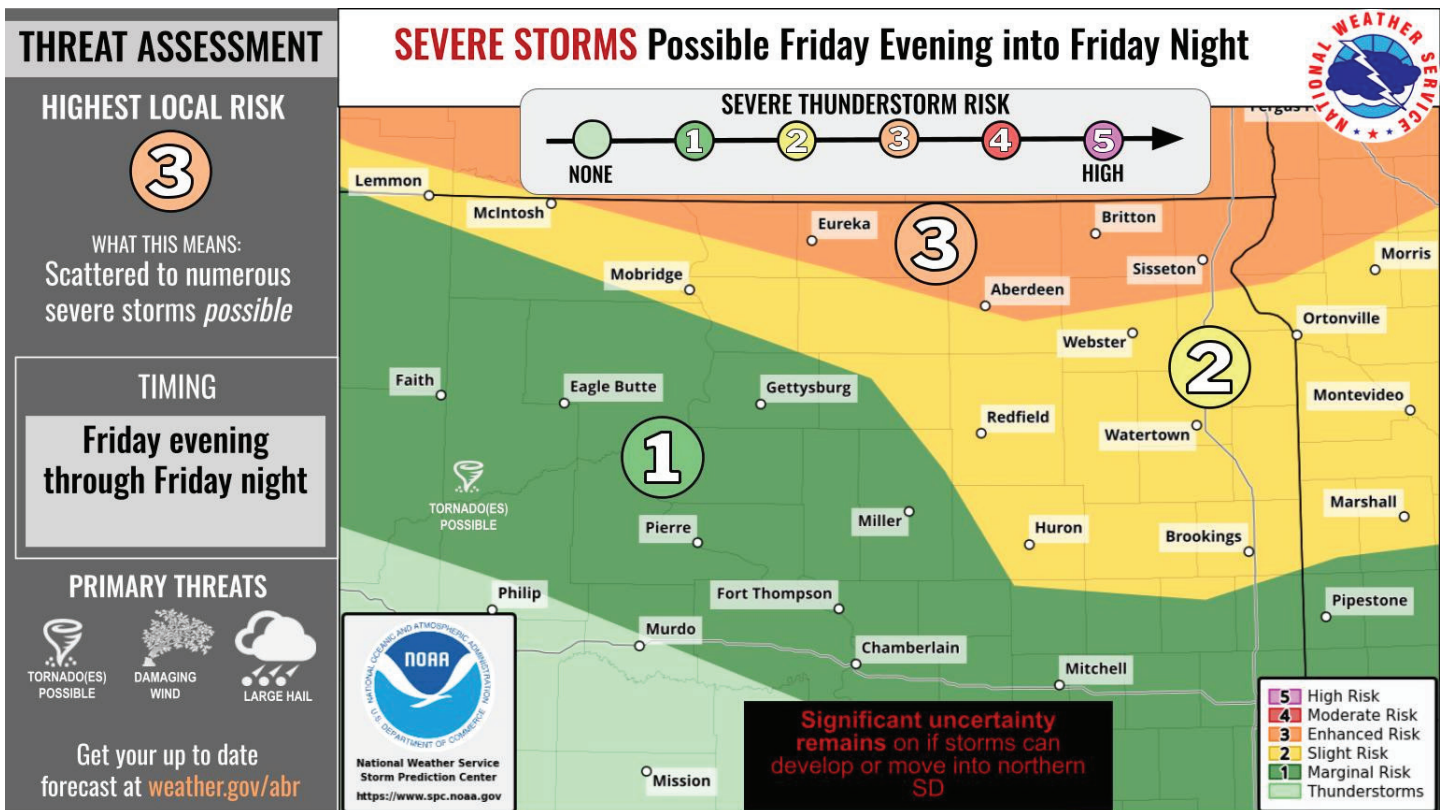 THREAT ASSESSMENT
HIGHEST LOCAL RISK
3
WHAT THIS MEANS:
Scattered to numerous
severe storms possible
TIMING
Friday evening
through Friday night
PRIMARY THREATS
TORNADO(ES)
POSSIBLE
DAMAGING
WIND
LARGE HAIL
Get your up to date
forecast at weather.gov/abr
SEVERE STORMS Possible Friday Evening into Friday Night
NATIONAL WEATHER SERVICE
SEVERE THUNDERSTORM RISK
1 2 3 4 5
NONE HIGH
Lemmon
McIntosh
Eureka
3
Britton
Sisseton
Morris
Mobridge
Aberdeen
Ortonville
Webster
2
Faith
Eagle Butte
Gettysburg
Montevideo
Redfield
Watertown
1
TORNADO(ES)
POSSIBLE
Pierre
Miller
Huron
Brookings
Marshall
Philip
Fort Thompson
Pipestone
Murdo
Chamberlain
Mitchell
Mission
NATIONAL OCEANIC AND ATMOSPHERIC ADMINISTRATION
NOAA
U.S. DEPARTMENT OF COMMERCE
National Weather Service
Storm Prediction Center
https://www.spc.noaa.gov
Significant uncertainty
remains on if storms can
develop or move into northern
SD
5 High Risk
4 Moderate Risk
3 Enhanced Risk
2 Slight Risk
1 Marginal Risk
Thunderstorms